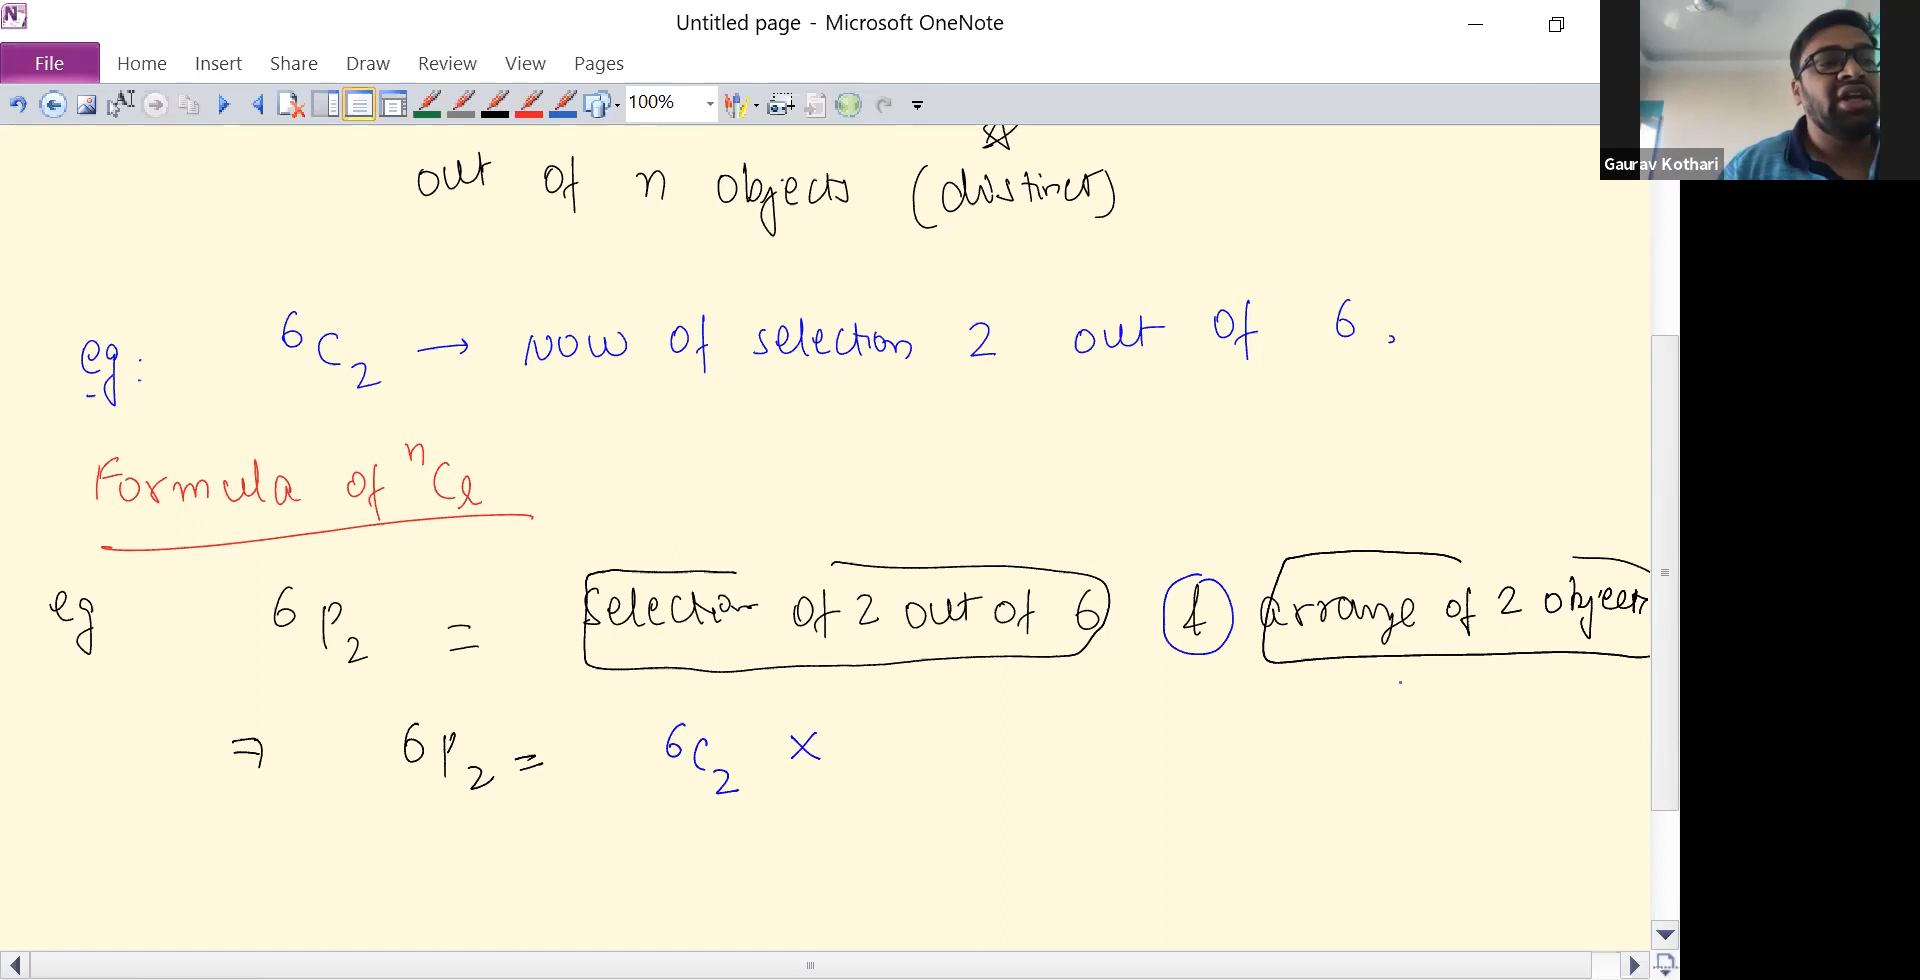 Untitled page - Microsoft OneNote
File Home Insert Share Draw Review View Pages
100%
Gaurav Kothari
out of n objects (distinct)
eg: ⁶C₂ → NOW of selection 2 out of 6.
Formula of ⁿCr
eg ⁶P₂ = selection of 2 out of 6 & arrange of 2 objects
⇒ ⁶P₂ = ⁶C₂ ×